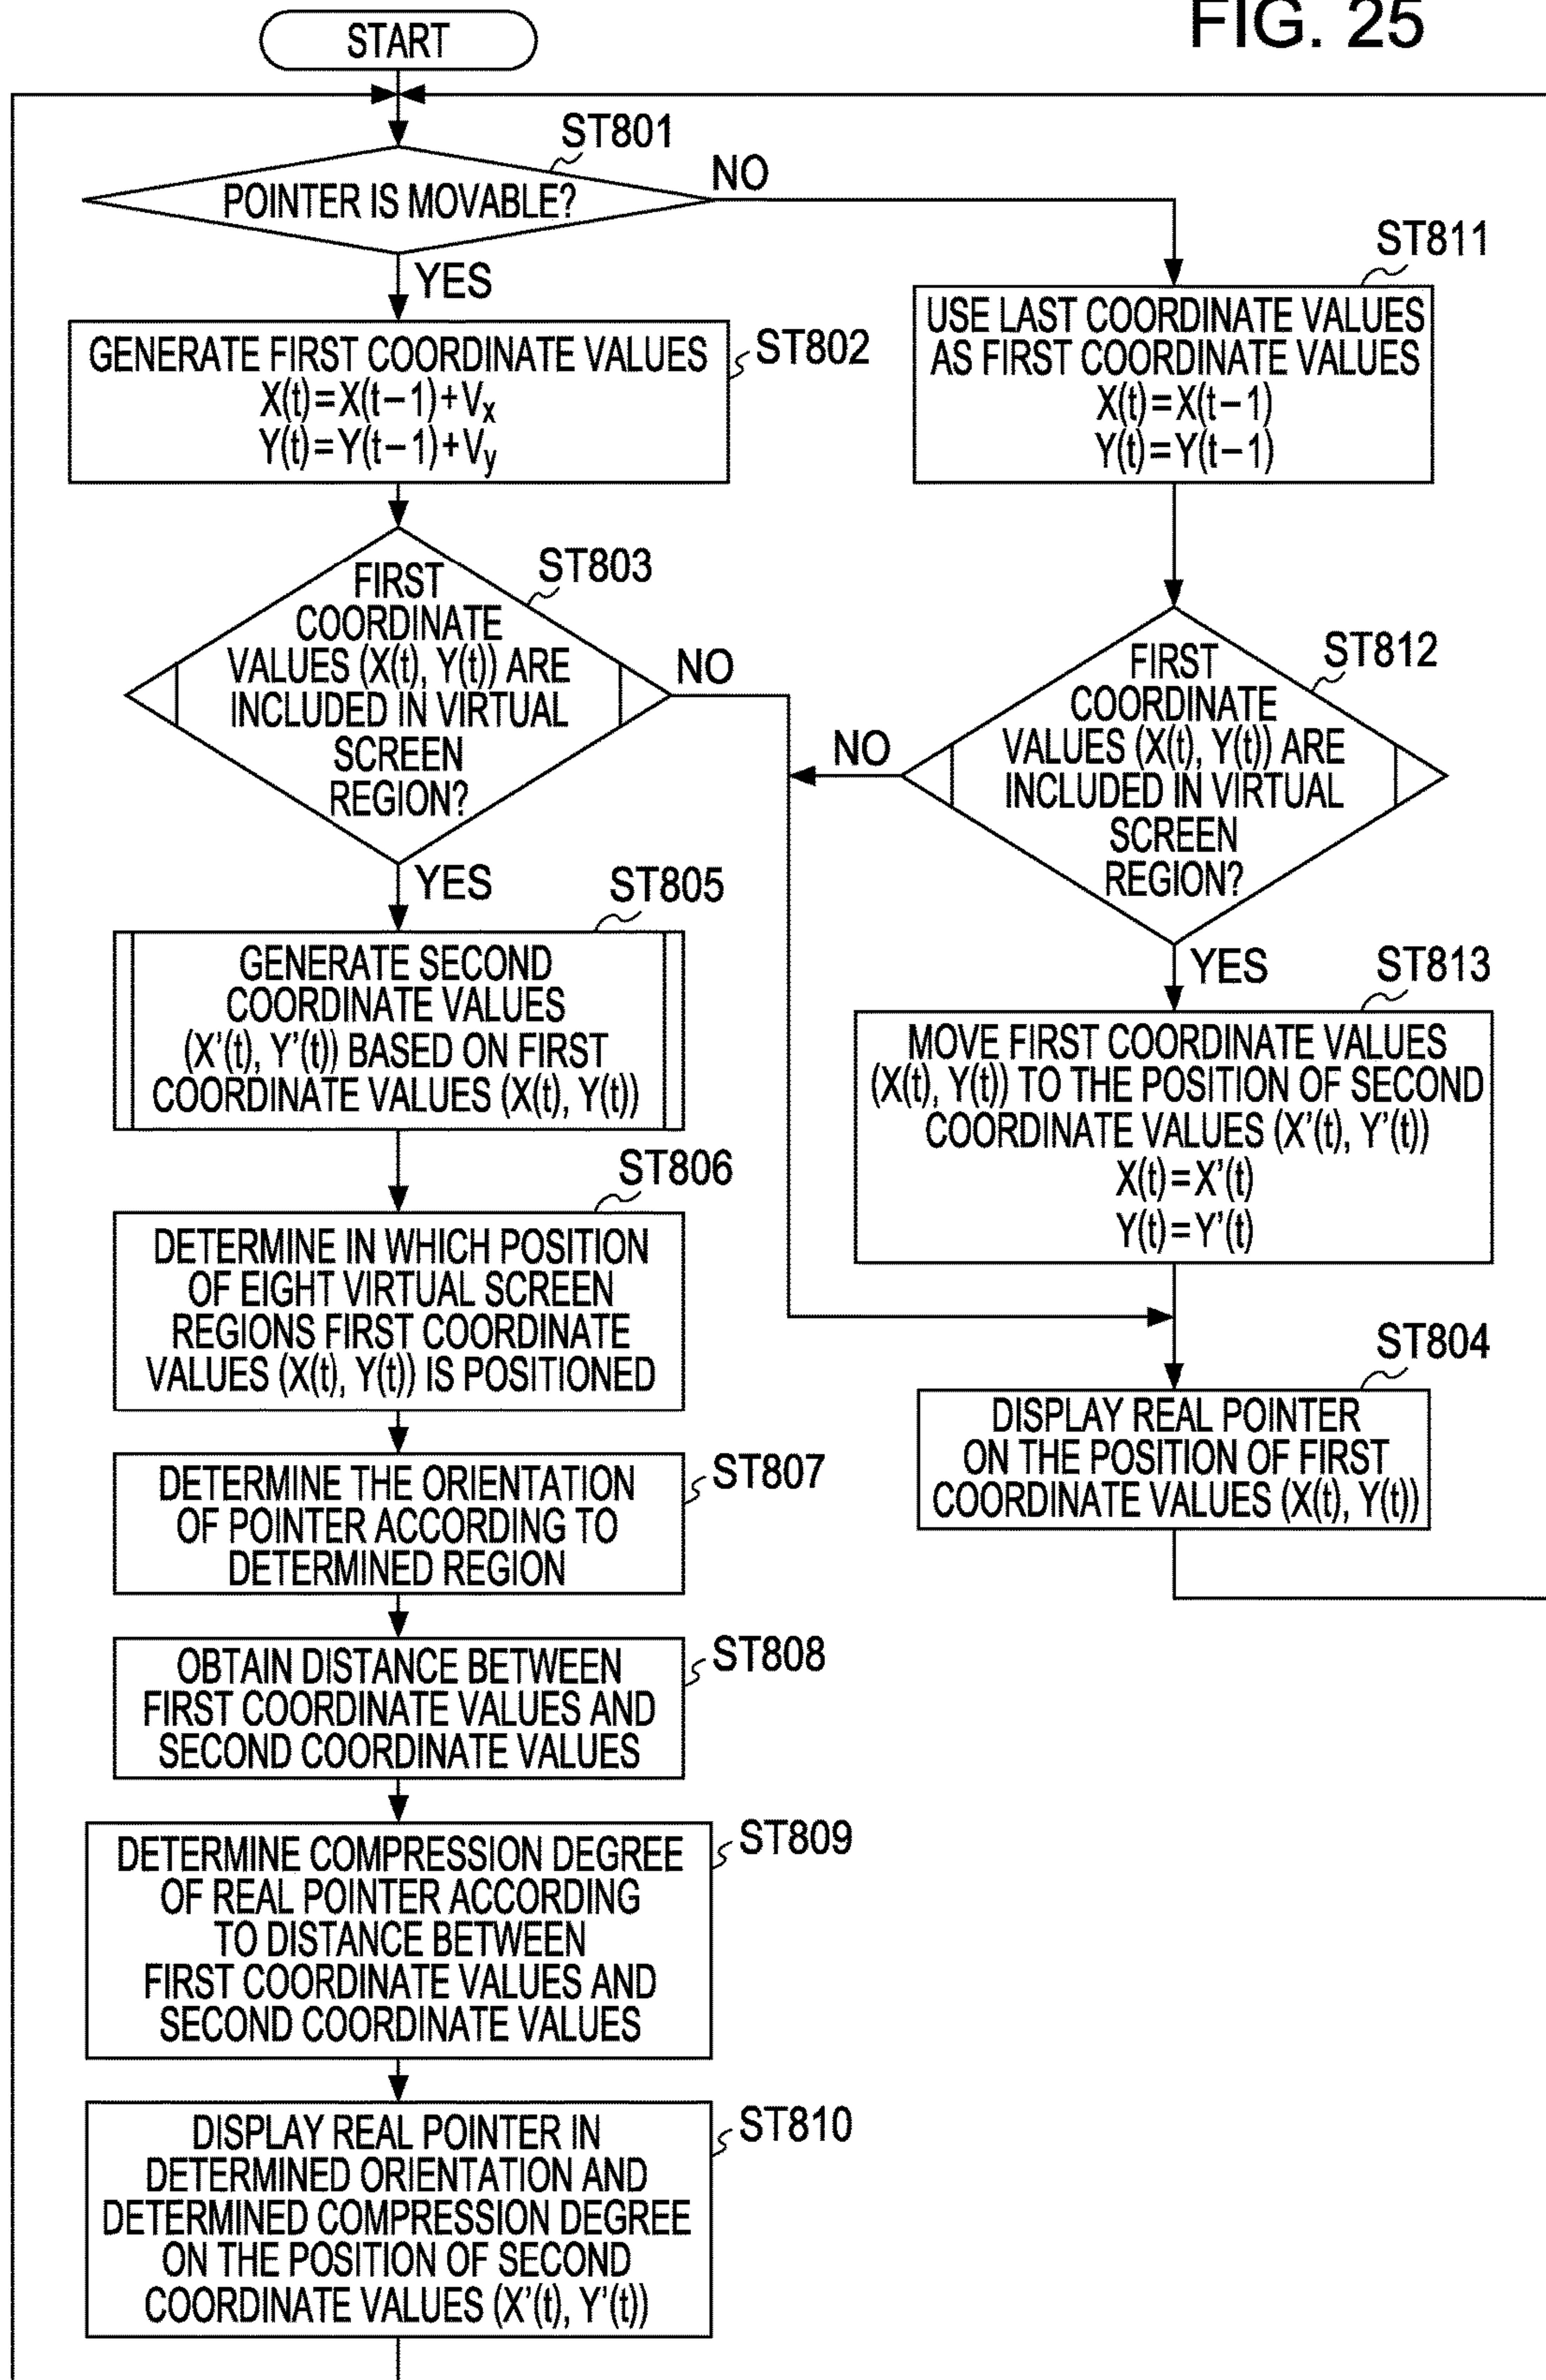 FIG. 25
START
ST801
POINTER IS MOVABLE?
NO
YES
ST802
GENERATE FIRST COORDINATE VALUES
X(t)=X(t−1)+Vx
Y(t)=Y(t−1)+Vy
ST803
FIRST
COORDINATE
VALUES (X(t), Y(t)) ARE
INCLUDED IN VIRTUAL
SCREEN
REGION?
NO
YES
ST805
GENERATE SECOND
COORDINATE VALUES
(X'(t), Y'(t)) BASED ON FIRST
COORDINATE VALUES (X(t), Y(t))
ST806
DETERMINE IN WHICH POSITION
OF EIGHT VIRTUAL SCREEN
REGIONS FIRST COORDINATE
VALUES (X(t), Y(t)) IS POSITIONED
ST807
DETERMINE THE ORIENTATION
OF POINTER ACCORDING TO
DETERMINED REGION
ST808
OBTAIN DISTANCE BETWEEN
FIRST COORDINATE VALUES AND
SECOND COORDINATE VALUES
ST809
DETERMINE COMPRESSION DEGREE
OF REAL POINTER ACCORDING
TO DISTANCE BETWEEN
FIRST COORDINATE VALUES AND
SECOND COORDINATE VALUES
ST810
DISPLAY REAL POINTER IN
DETERMINED ORIENTATION AND
DETERMINED COMPRESSION DEGREE
ON THE POSITION OF SECOND
COORDINATE VALUES (X'(t), Y'(t))
ST811
USE LAST COORDINATE VALUES
AS FIRST COORDINATE VALUES
X(t)=X(t−1)
Y(t)=Y(t−1)
ST812
FIRST
COORDINATE
VALUES (X(t), Y(t)) ARE
INCLUDED IN VIRTUAL
SCREEN
REGION?
NO
YES
ST813
MOVE FIRST COORDINATE VALUES
(X(t), Y(t)) TO THE POSITION OF SECOND
COORDINATE VALUES (X'(t), Y'(t))
X(t)=X'(t)
Y(t)=Y'(t)
ST804
DISPLAY REAL POINTER
ON THE POSITION OF FIRST
COORDINATE VALUES (X(t), Y(t))